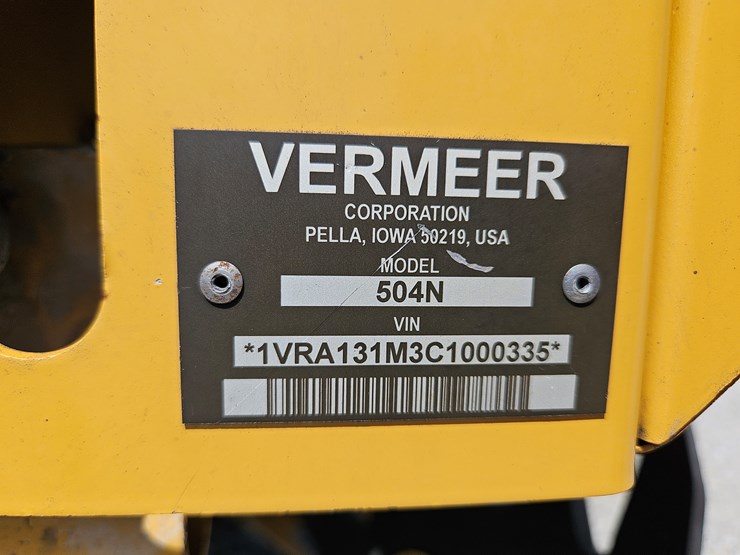 VERMEER
CORPORATION
PELLA, IOWA 50219, USA
MODEL
504N
VIN
*1VRA131M3C1000335*